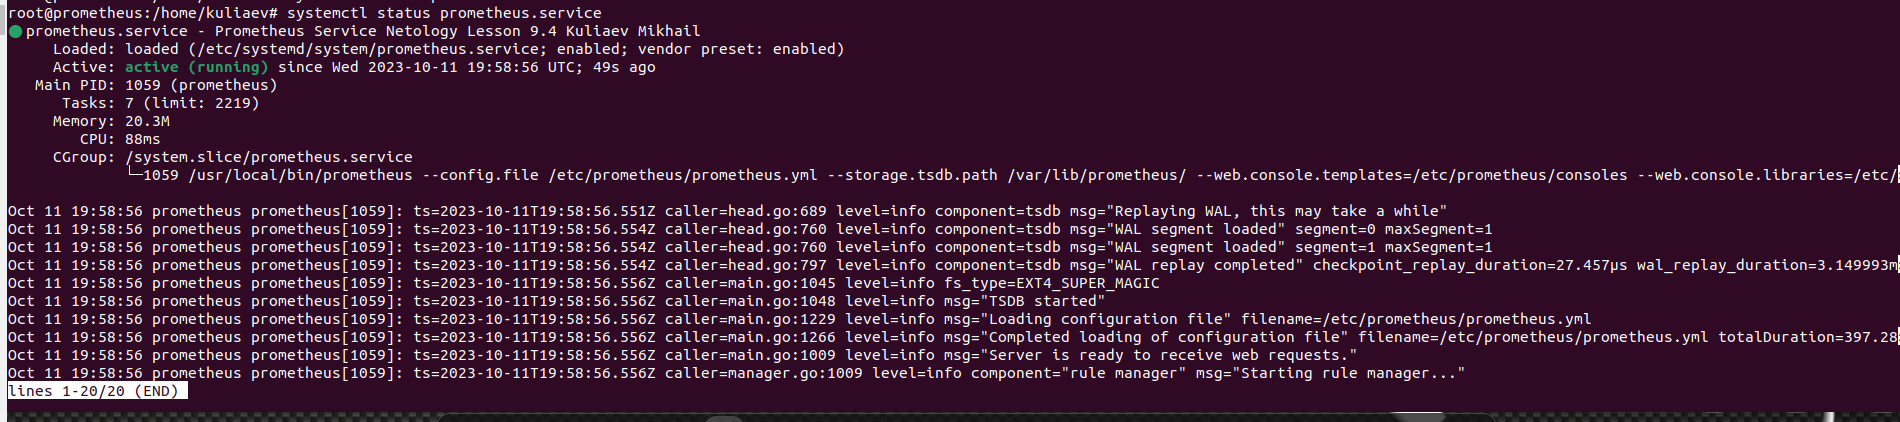 root@prometheus:/home/kuliaev# systemctl status prometheus.service
● prometheus.service - Prometheus Service Netology Lesson 9.4 Kuliaev Mikhail
     Loaded: loaded (/etc/systemd/system/prometheus.service; enabled; vendor preset: enabled)
     Active: active (running) since Wed 2023-10-11 19:58:56 UTC; 49s ago
   Main PID: 1059 (prometheus)
      Tasks: 7 (limit: 2219)
     Memory: 20.3M
        CPU: 88ms
     CGroup: /system.slice/prometheus.service
             └─1059 /usr/local/bin/prometheus --config.file /etc/prometheus/prometheus.yml --storage.tsdb.path /var/lib/prometheus/ --web.console.templates=/etc/prometheus/consoles --web.console.libraries=/etc/

Oct 11 19:58:56 prometheus prometheus[1059]: ts=2023-10-11T19:58:56.551Z caller=head.go:689 level=info component=tsdb msg="Replaying WAL, this may take a while"
Oct 11 19:58:56 prometheus prometheus[1059]: ts=2023-10-11T19:58:56.554Z caller=head.go:760 level=info component=tsdb msg="WAL segment loaded" segment=0 maxSegment=1
Oct 11 19:58:56 prometheus prometheus[1059]: ts=2023-10-11T19:58:56.554Z caller=head.go:760 level=info component=tsdb msg="WAL segment loaded" segment=1 maxSegment=1
Oct 11 19:58:56 prometheus prometheus[1059]: ts=2023-10-11T19:58:56.554Z caller=head.go:797 level=info component=tsdb msg="WAL replay completed" checkpoint_replay_duration=27.457µs wal_replay_duration=3.149993m
Oct 11 19:58:56 prometheus prometheus[1059]: ts=2023-10-11T19:58:56.556Z caller=main.go:1045 level=info fs_type=EXT4_SUPER_MAGIC
Oct 11 19:58:56 prometheus prometheus[1059]: ts=2023-10-11T19:58:56.556Z caller=main.go:1048 level=info msg="TSDB started"
Oct 11 19:58:56 prometheus prometheus[1059]: ts=2023-10-11T19:58:56.556Z caller=main.go:1229 level=info msg="Loading configuration file" filename=/etc/prometheus/prometheus.yml
Oct 11 19:58:56 prometheus prometheus[1059]: ts=2023-10-11T19:58:56.556Z caller=main.go:1266 level=info msg="Completed loading of configuration file" filename=/etc/prometheus/prometheus.yml totalDuration=397.28
Oct 11 19:58:56 prometheus prometheus[1059]: ts=2023-10-11T19:58:56.556Z caller=main.go:1009 level=info msg="Server is ready to receive web requests."
Oct 11 19:58:56 prometheus prometheus[1059]: ts=2023-10-11T19:58:56.556Z caller=manager.go:1009 level=info component="rule manager" msg="Starting rule manager..."
lines 1-20/20 (END)